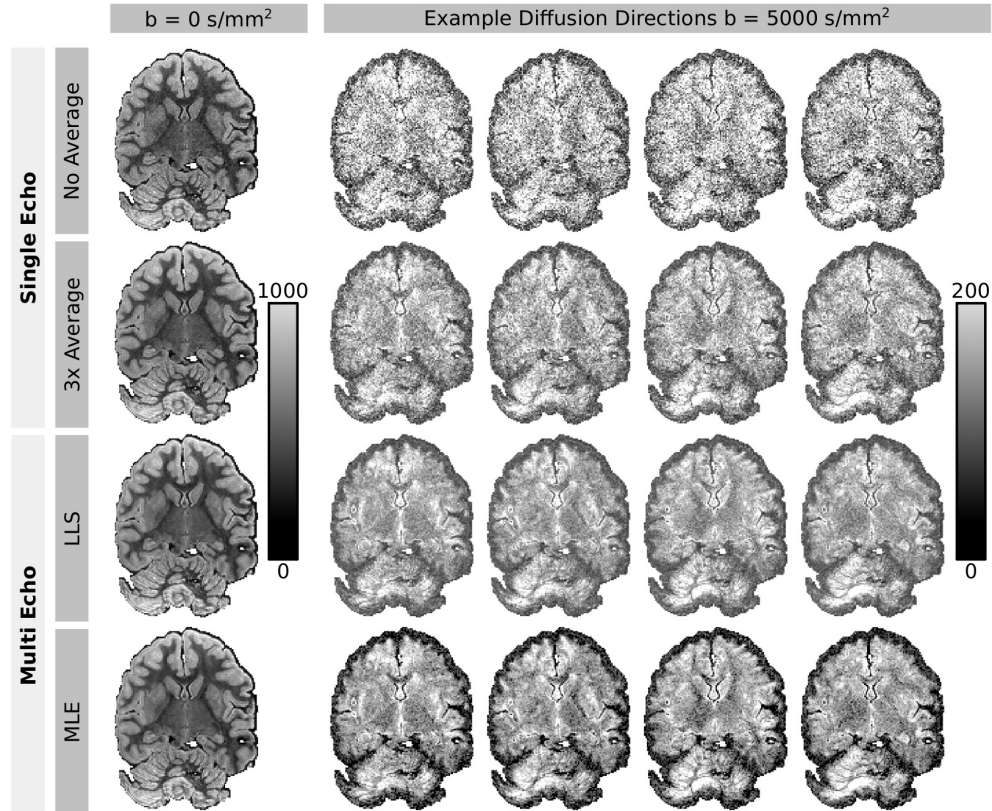 b = 0 s/mm²
Example Diffusion Directions b = 5000 s/mm²
Single Echo
No Average
3x Average
1000
0
200
0
Multi Echo
LLS
MLE